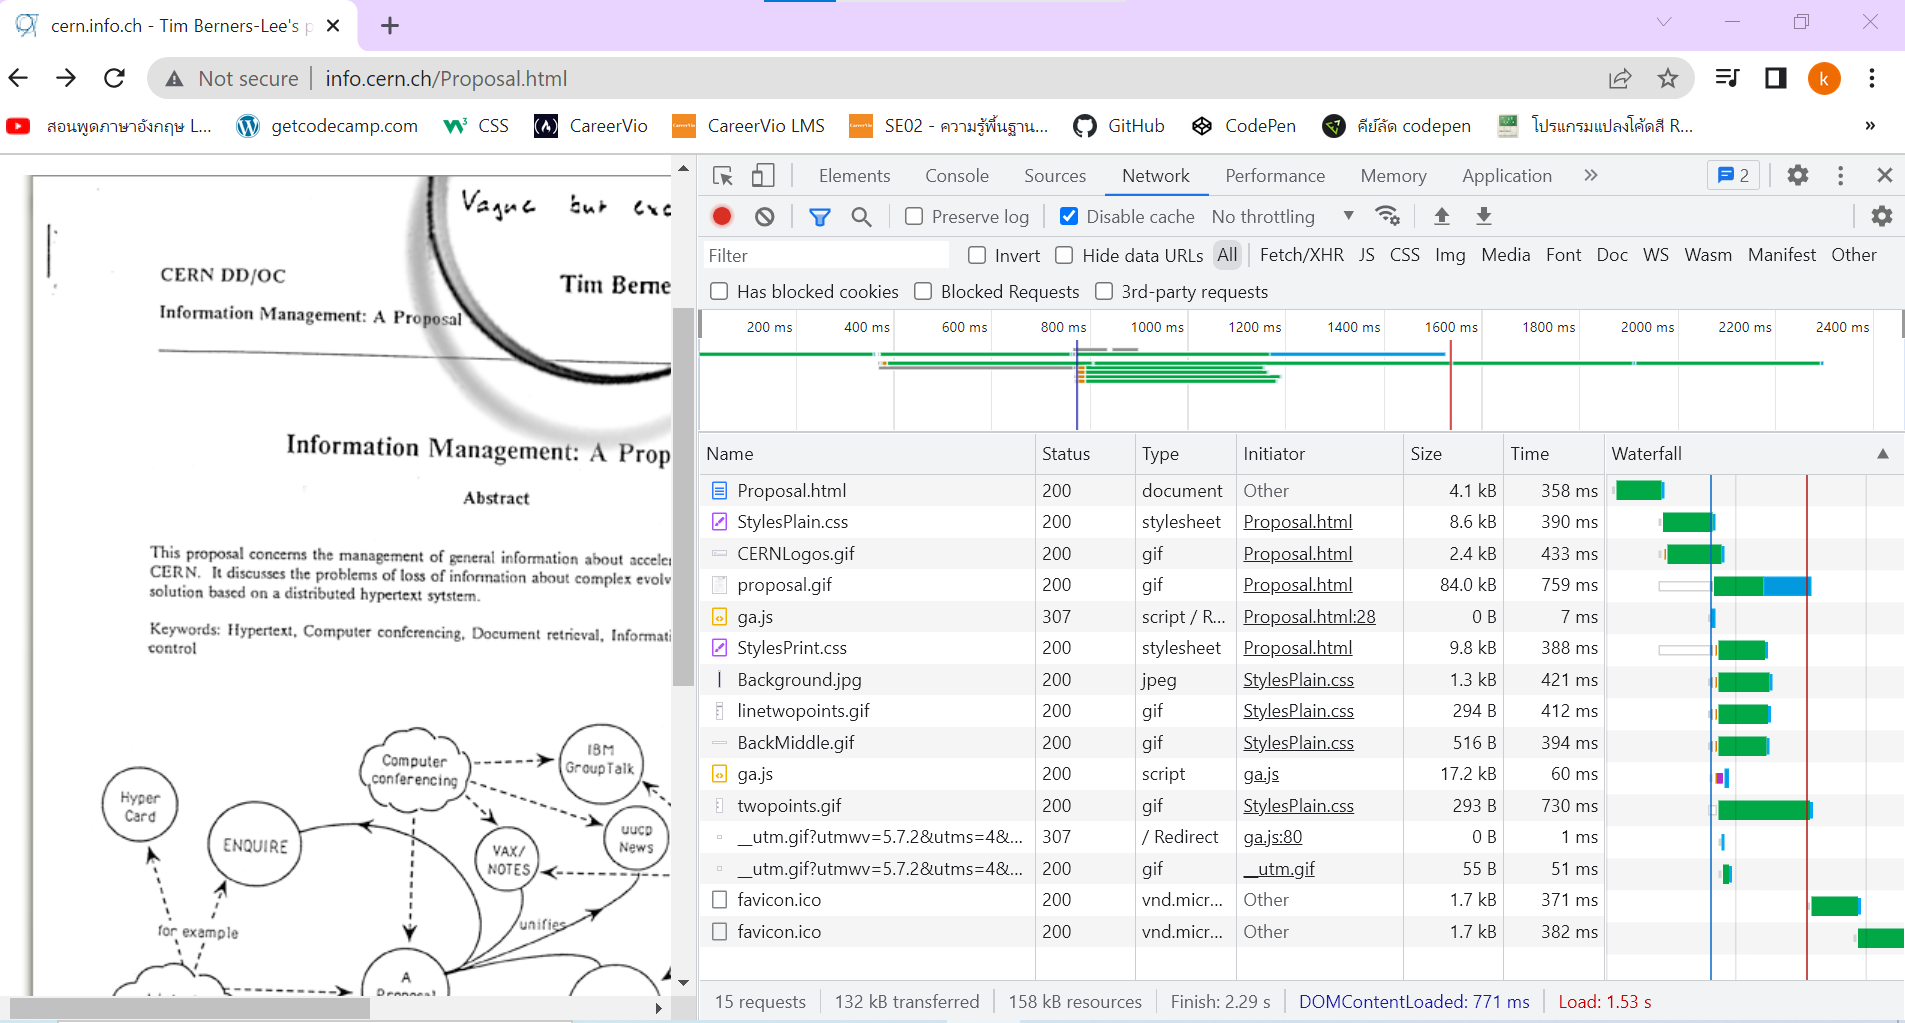 cern.info.ch - Tim Berners-Lee's p
Not secure info.cern.ch/Proposal.html
k
สอนพูดภาษาอังกฤษ L... getcodecamp.com CSS CareerVio CareerVio LMS SE02 - ความรู้พื้นฐาน... GitHub CodePen คีย์ลัด codepen โปรแกรมแปลงโค้ดสี R... »
Vague but exc
CERN DD/OC
Tim Berne
Information Management: A Proposal
Information Management: A Prop
Abstract
This proposal concerns the management of general information about acceler
CERN. It discusses the problems of loss of information about complex evolv
solution based on a distributed hypertext sytstem.
Keywords: Hypertext, Computer conferencing, Document retrieval, Informati
control
Computer
conferencing
IBM
GroupTalk
Hyper
Card
ENQUIRE
VAX/
NOTES
uucp
News
for example
unifies
A
Proposal
Elements Console Sources Network Performance Memory Application » 2
Preserve log Disable cache No throttling
Filter Invert Hide data URLs All Fetch/XHR JS CSS Img Media Font Doc WS Wasm Manifest Other
Has blocked cookies Blocked Requests 3rd-party requests
200 ms 400 ms 600 ms 800 ms 1000 ms 1200 ms 1400 ms 1600 ms 1800 ms 2000 ms 2200 ms 2400 ms
Name Status Type Initiator Size Time Waterfall
Proposal.html 200 document Other 4.1 kB 358 ms
StylesPlain.css 200 stylesheet Proposal.html 8.6 kB 390 ms
CERNLogos.gif 200 gif Proposal.html 2.4 kB 433 ms
proposal.gif 200 gif Proposal.html 84.0 kB 759 ms
ga.js 307 script / R... Proposal.html:28 0 B 7 ms
StylesPrint.css 200 stylesheet Proposal.html 9.8 kB 388 ms
Background.jpg 200 jpeg StylesPlain.css 1.3 kB 421 ms
linetwopoints.gif 200 gif StylesPlain.css 294 B 412 ms
BackMiddle.gif 200 gif StylesPlain.css 516 B 394 ms
ga.js 200 script ga.js 17.2 kB 60 ms
twopoints.gif 200 gif StylesPlain.css 293 B 730 ms
__utm.gif?utmwv=5.7.2&utms=4&... 307 / Redirect ga.js:80 0 B 1 ms
__utm.gif?utmwv=5.7.2&utms=4&... 200 gif __utm.gif 55 B 51 ms
favicon.ico 200 vnd.micr... Other 1.7 kB 371 ms
favicon.ico 200 vnd.micr... Other 1.7 kB 382 ms
15 requests 132 kB transferred 158 kB resources Finish: 2.29 s DOMContentLoaded: 771 ms Load: 1.53 s